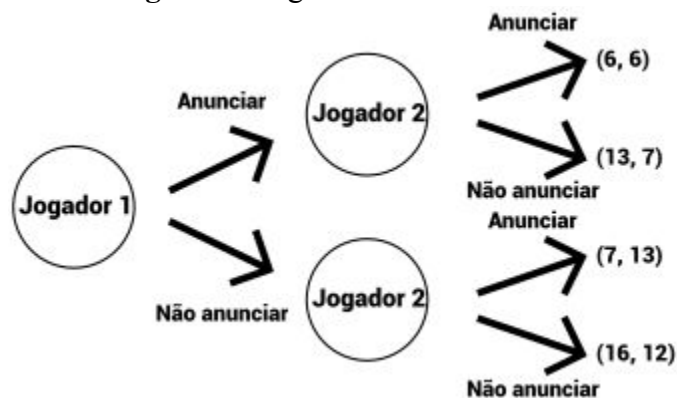 Anunciar
(6, 6)
Anunciar
Jogador 2
(13, 7)
Não anunciar
Jogador 1
Anunciar
(7, 13)
Não anunciar
Jogador 2
(16, 12)
Não anunciar